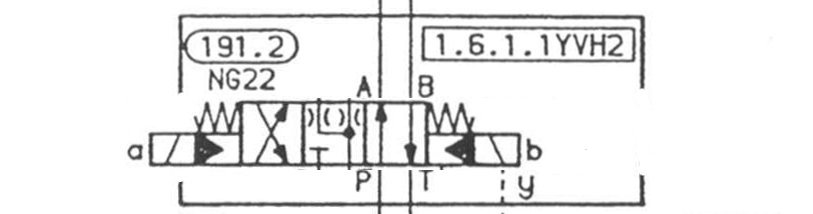 191.2 1.6.1.1YVH2
NG22
A B
a b
P T y